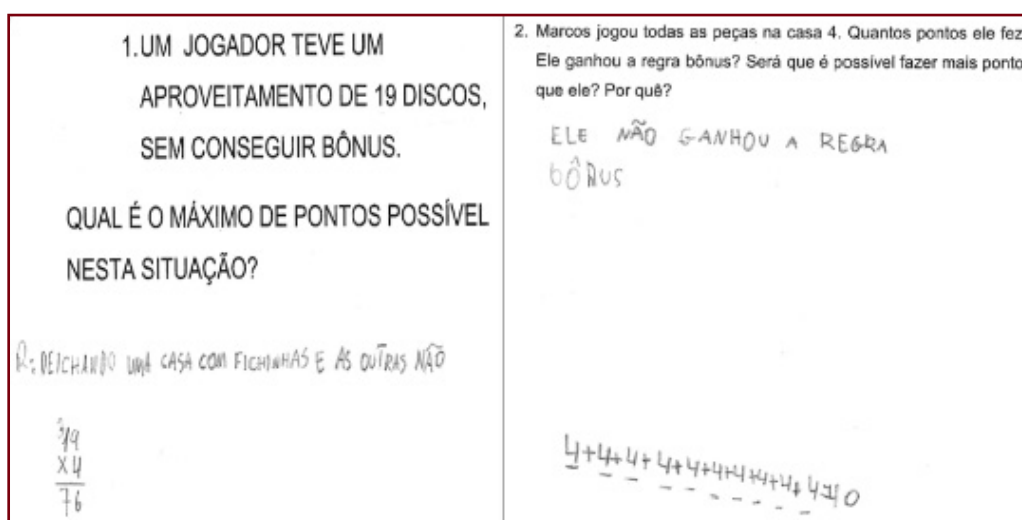 1.UM JOGADOR TEVE UM
APROVEITAMENTO DE 19 DISCOS,
SEM CONSEGUIR BÔNUS.
QUAL É O MÁXIMO DE PONTOS POSSÍVEL
NESTA SITUAÇÃO?
R: DEICHANDO UMA CASA COM FICHINHAS E AS OUTRAS NÃO
3
19
X4
76
2. Marcos jogou todas as peças na casa 4. Quantos pontos ele fez
Ele ganhou a regra bônus? Será que é possível fazer mais ponto
que ele? Por quê?
ELE NÃO GANHOU A REGRA
BÔNUS